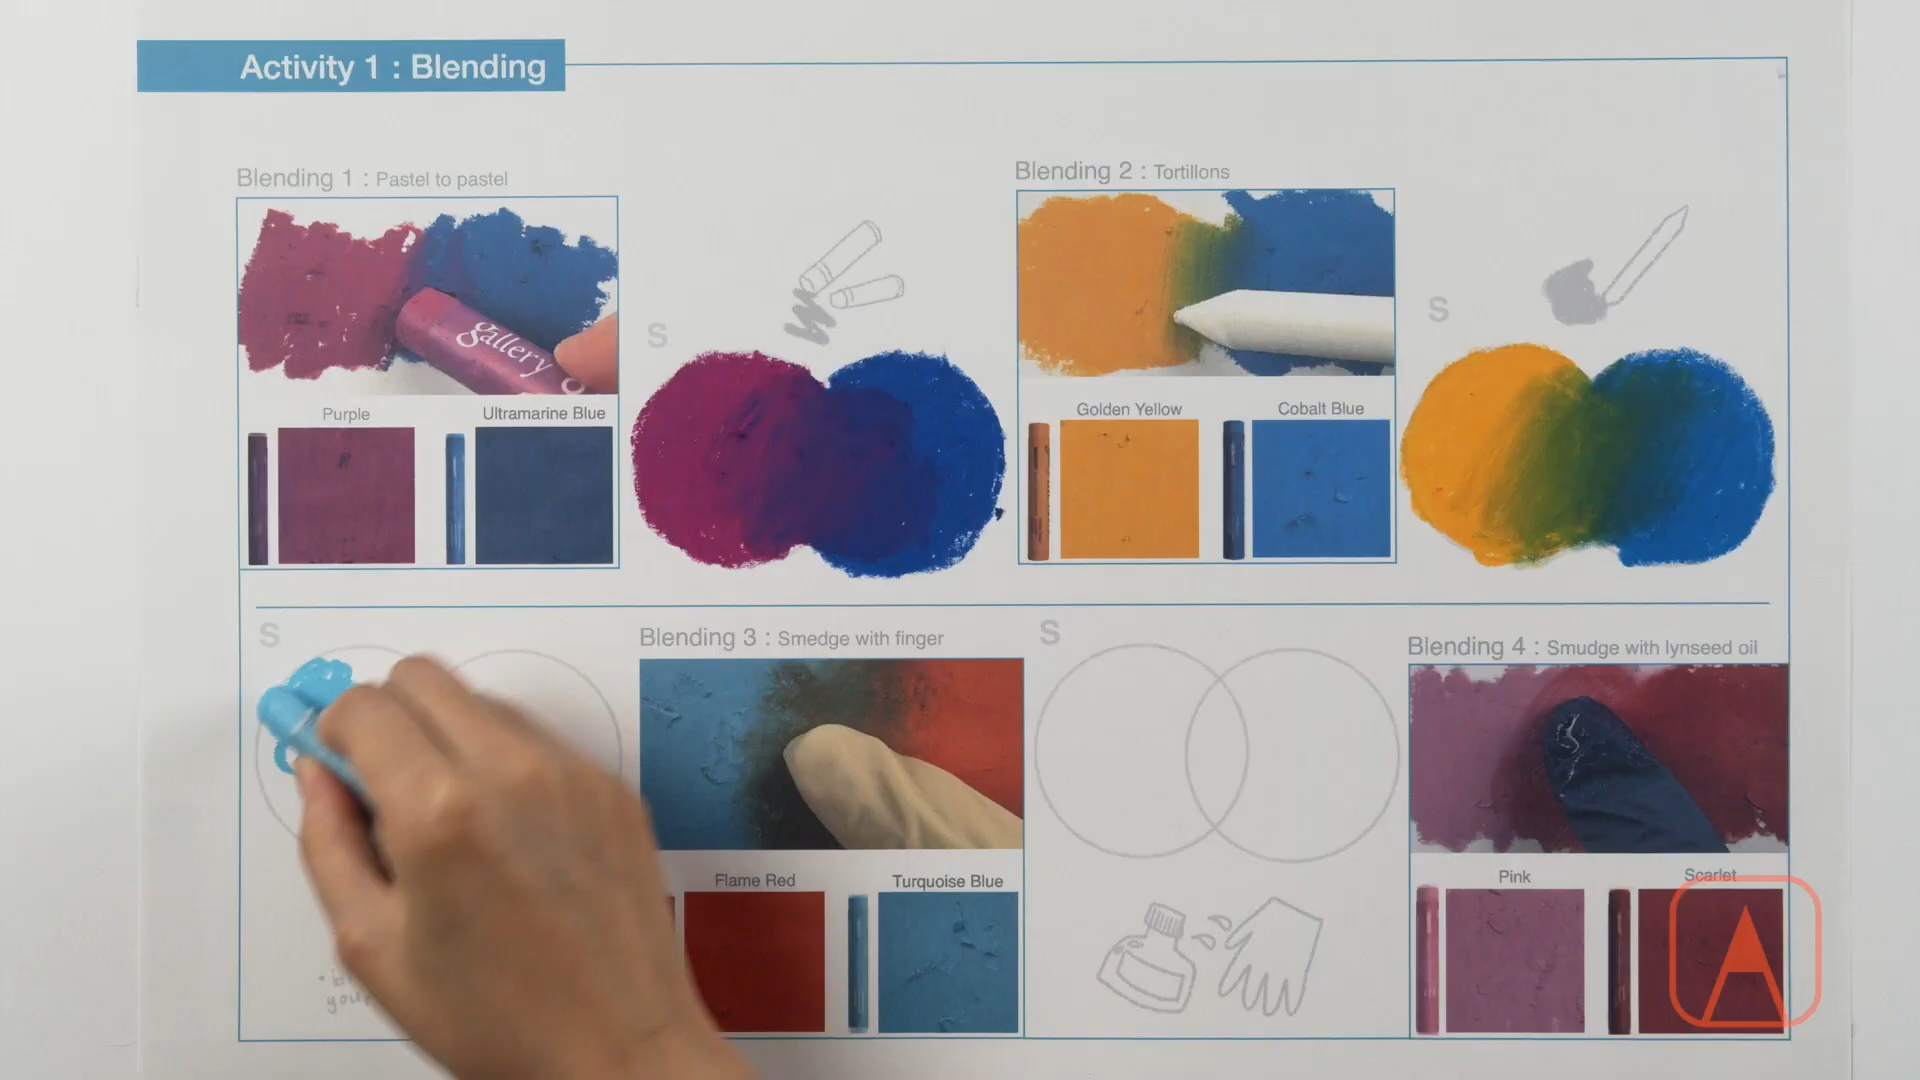 Activity 1 : Blending
Blending 1 : Pastel to pastel
gallery
Purple
Ultramarine Blue
S
Blending 2 : Tortillons
Golden Yellow
Cobalt Blue
S
S
Blending 3 : Smedge with finger
Flame Red
Turquoise Blue
S
Blending 4 : Smudge with lynseed oil
Pink
Scarlet